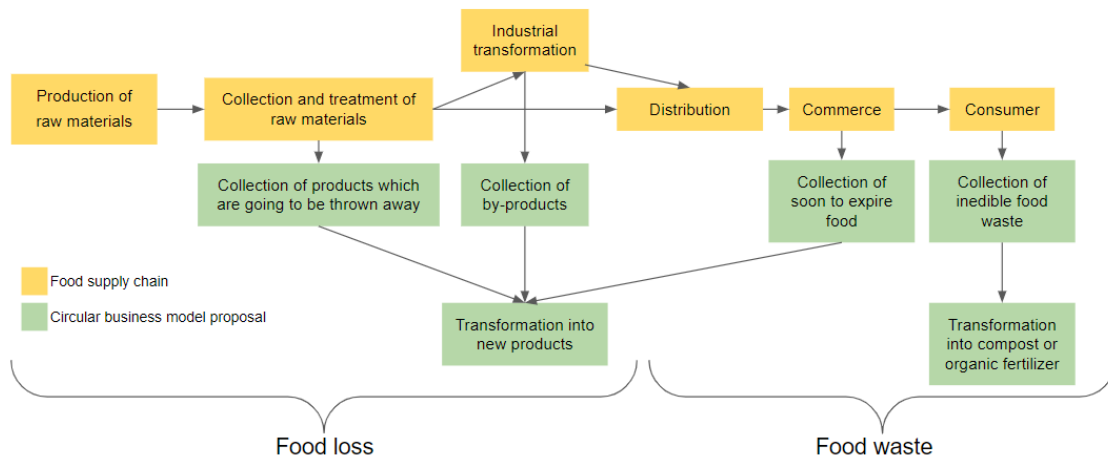 Industrial
transformation
Production of
raw materials
Collection and treatment of
raw materials
Distribution
Commerce
Consumer
Collection of products which
are going to be thrown away
Collection of
by-products
Collection of
soon to expire
food
Collection of
inedible food
waste
Food supply chain
Circular business model proposal
Transformation into
new products
Transformation
into compost or
organic fertilizer
Food loss
Food waste